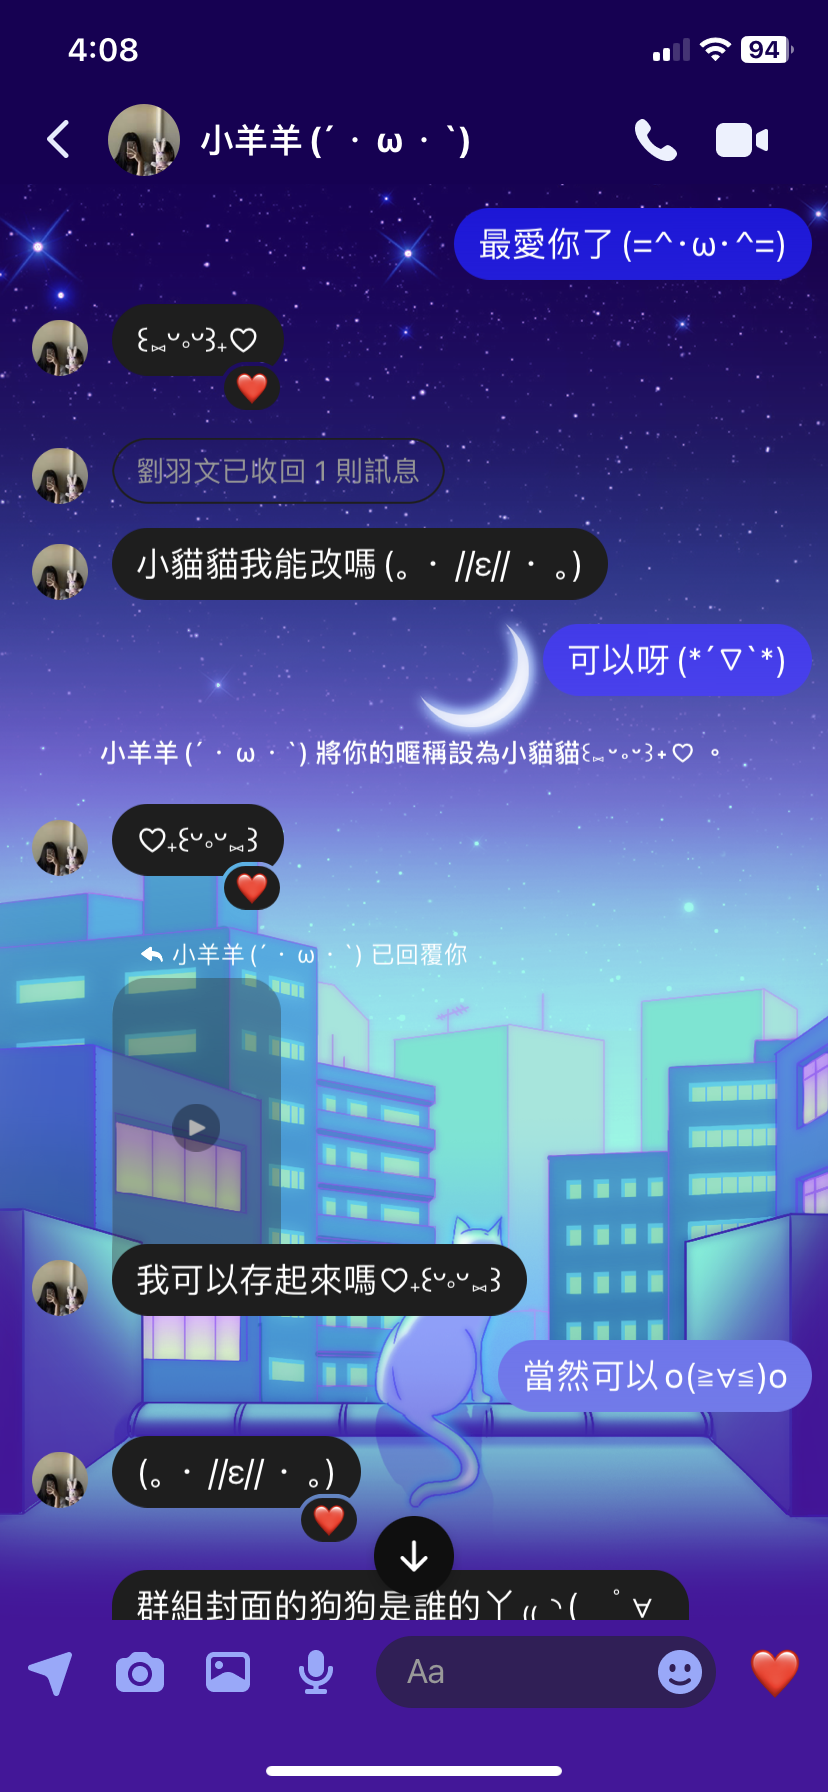 4:08
94
小羊羊 (´・ω・`)
最愛你了 (=^･ω･^=)
꒰⑅ᵕ༚ᵕ꒱˖♡
劉羽文已收回 1 則訊息
小貓貓我能改嗎 (。・//ε//・。)
可以呀 (*´∇`*)
小羊羊 (´・ω・`) 將你的暱稱設為小貓貓꒰⑅ᵕ༚ᵕ꒱˖♡ 。
♡₊꒰ᵕ༚ᵕ⑅꒱
小羊羊 (´・ω・`) 已回覆你
我可以存起來嗎♡₊꒰ᵕ༚ᵕ⑅꒱
當然可以 o(≧∀≦)o
(。・//ε//・。)
群組封面的狗狗是誰的丫
Aa